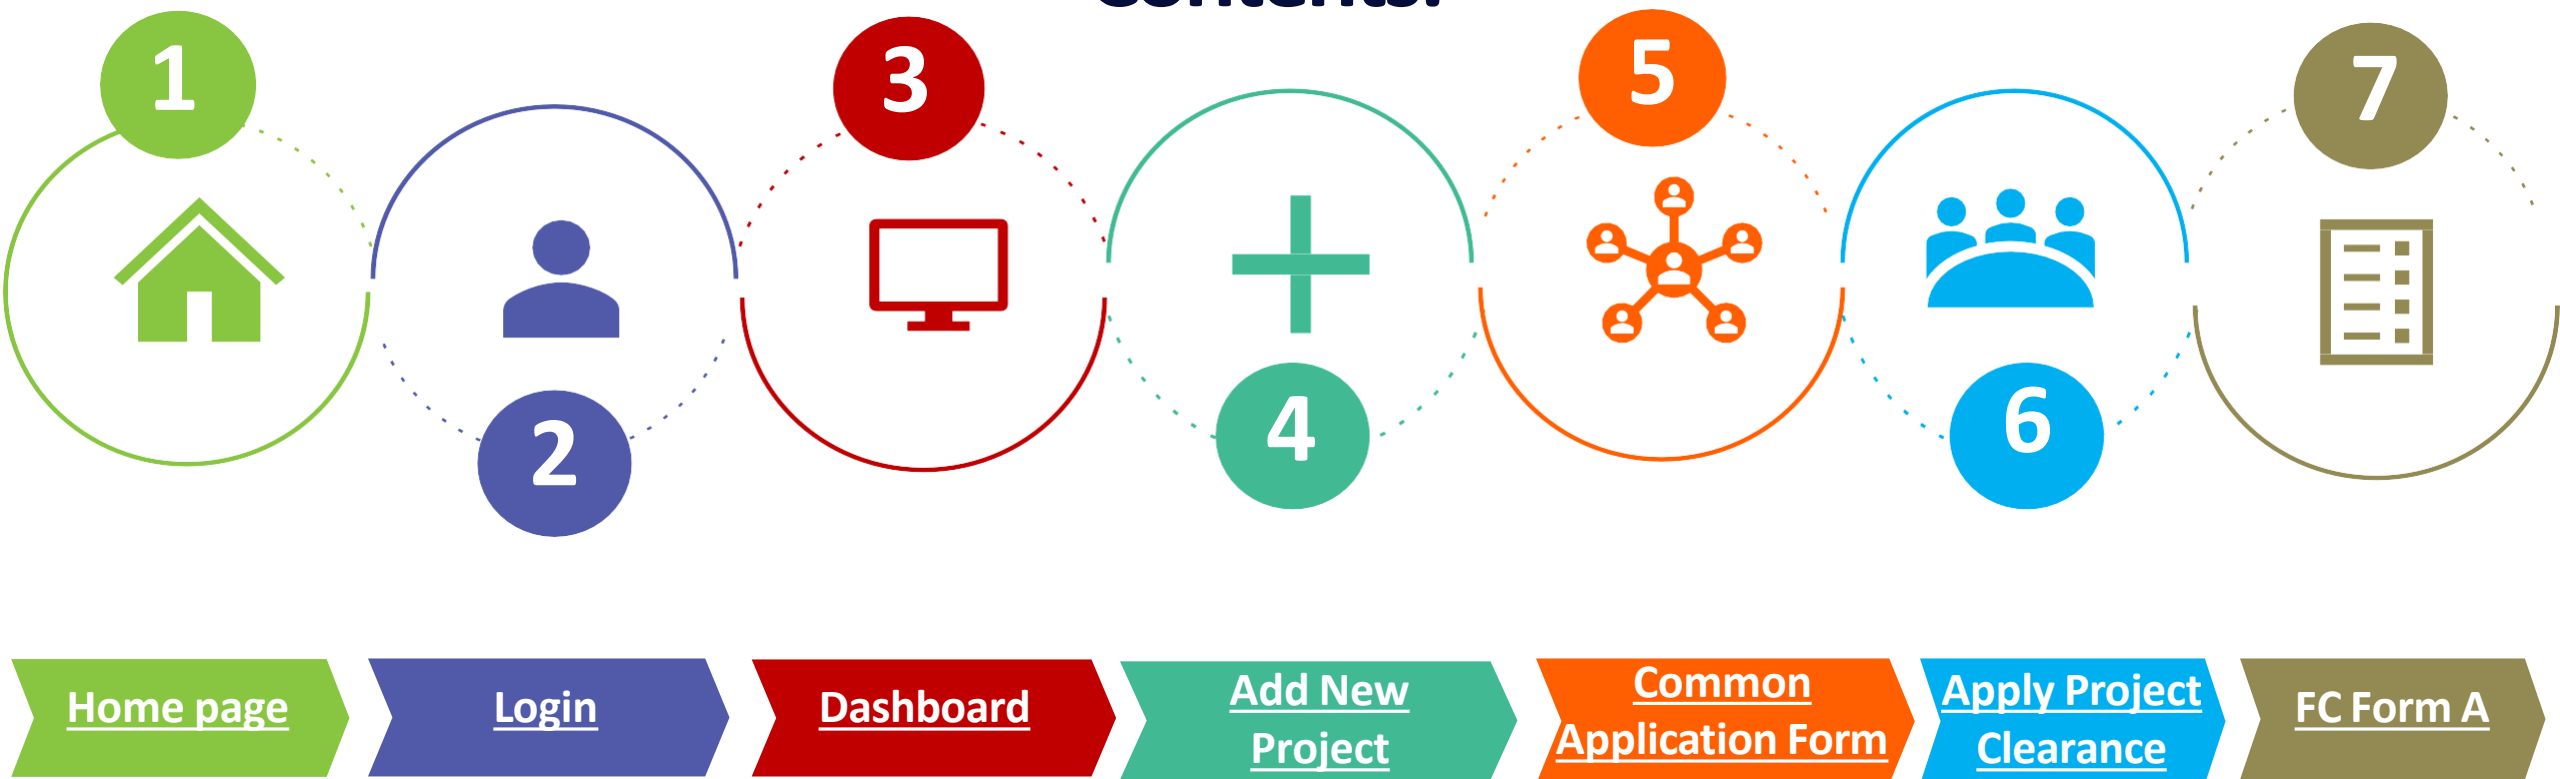 Contents:
1
3
5
7
2
4
6
Home page
Login
Dashboard
Add New
Project
Common
Application Form
Apply Project
Clearance
FC Form A